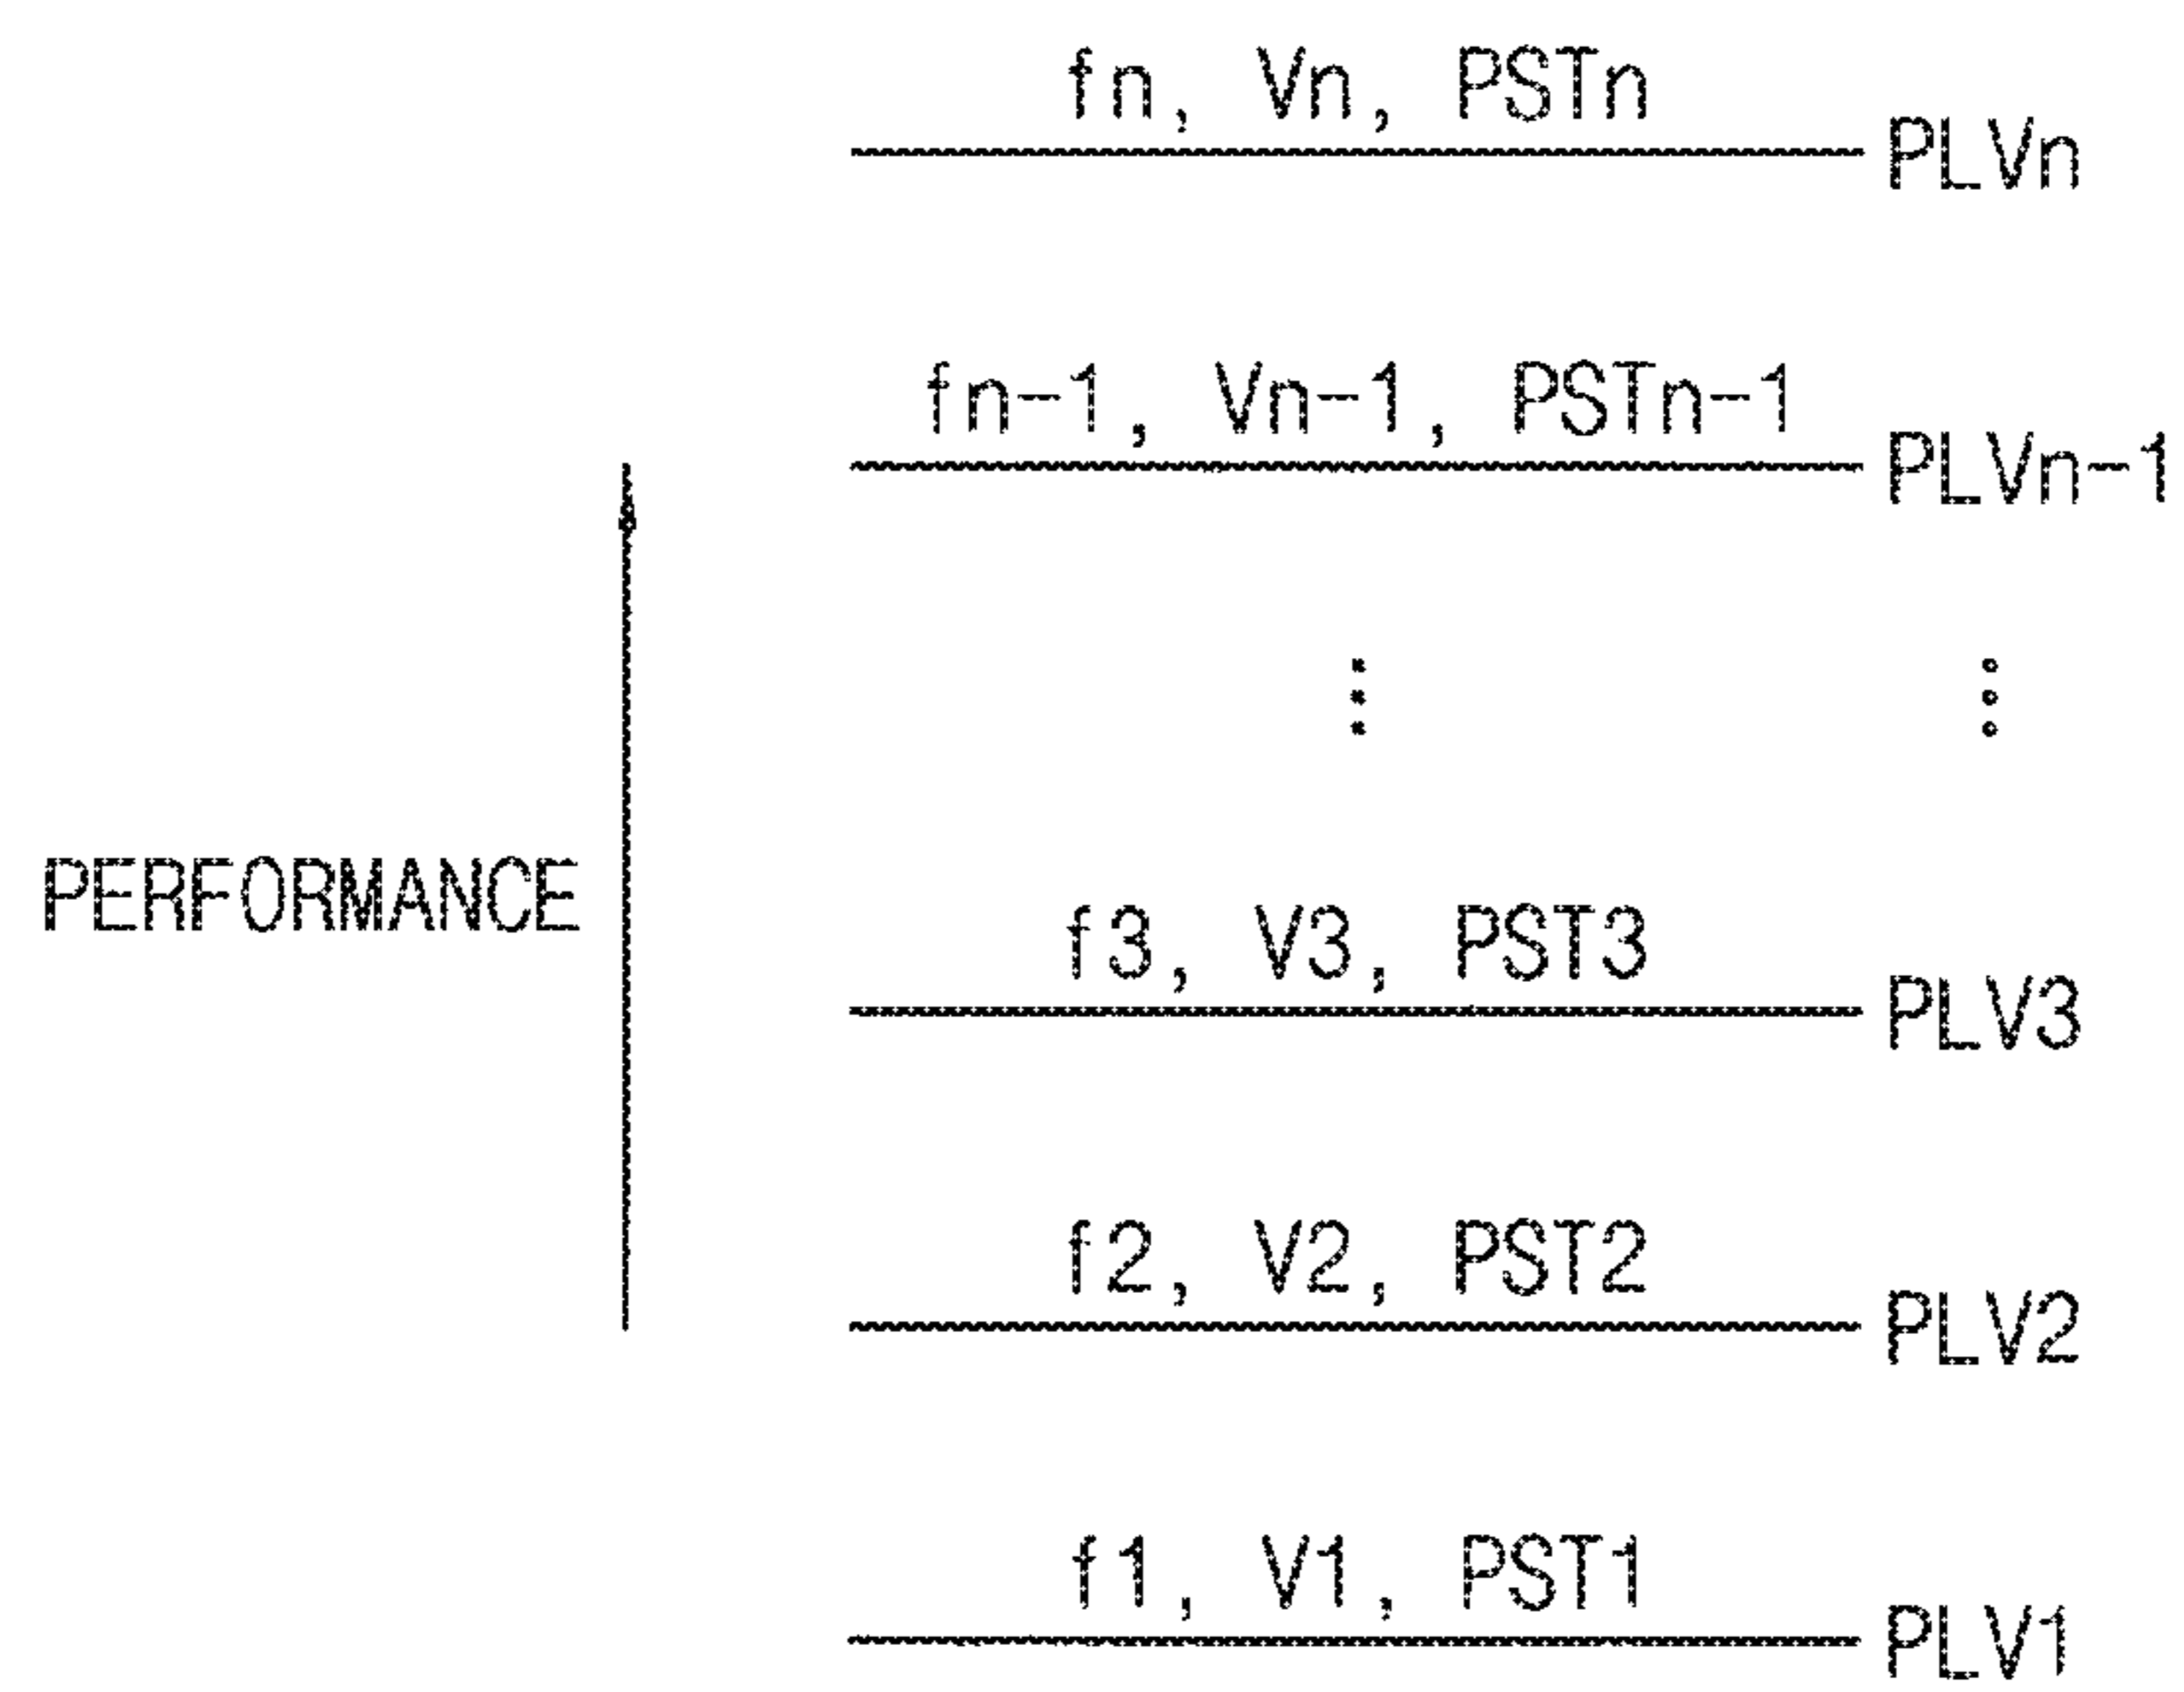 fn, Vn, PSTn
PLVn
fn-1, Vn-1, PSTn-1
PLVn-1
PERFORMANCE
f3, V3, PST3
PLV3
f2, V2, PST2
PLV2
f1, V1, PST1
PLV1